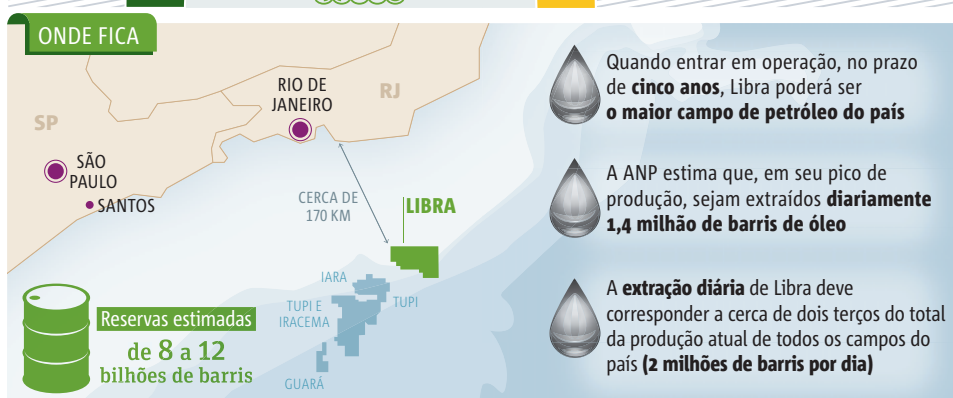 ONDE FICA
SP
RIO DE
JANEIRO
RJ
SÃO
PAULO
SANTOS
CERCA DE
170 KM
LIBRA
IARA
TUPI E
IRACEMA
TUPI
GUARÁ
Reservas estimadas
de 8 a 12
bilhões de barris
Quando entrar em operação, no prazo
de cinco anos, Libra poderá ser
o maior campo de petróleo do país
A ANP estima que, em seu pico de
produção, sejam extraídos diariamente
1,4 milhão de barris de óleo
A extração diária de Libra deve
corresponder a cerca de dois terços do total
da produção atual de todos os campos do
país (2 milhões de barris por dia)